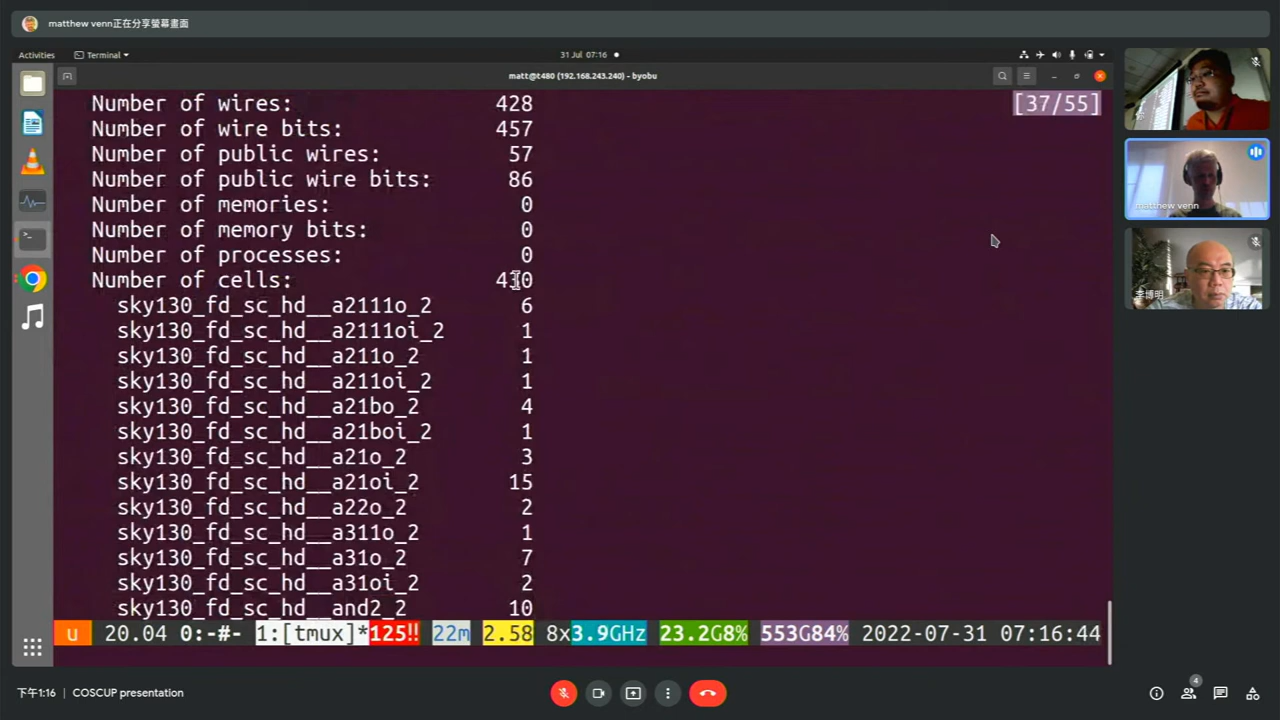 matthew venn正在分享螢幕畫面
Activities
Terminal
31 Jul 07:16
matt@t480 (192.168.243.240) - byobu
[37/55]
Number of wires: 428
Number of wire bits: 457
Number of public wires: 57
Number of public wire bits: 86
Number of memories: 0
Number of memory bits: 0
Number of processes: 0
Number of cells:
sky130_fd_sc_hd__a2111o_2 6
sky130_fd_sc_hd__a2111oi_2 1
sky130_fd_sc_hd__a211o_2 1
sky130_fd_sc_hd__a211oi_2 1
sky130_fd_sc_hd__a21bo_2 4
sky130_fd_sc_hd__a21boi_2 1
sky130_fd_sc_hd__a21o_2 3
sky130_fd_sc_hd__a21oi_2 15
sky130_fd_sc_hd__a22o_2 2
sky130_fd_sc_hd__a311o_2 1
sky130_fd_sc_hd__a31o_2 7
sky130_fd_sc_hd__a31oi_2 2
sky130_fd_sc_hd__and2_2 10
u 20.04 0:-#- 1:[tmux]*125!! 22m 2.58 8x3.9GHz 23.2G8% 553G84% 2022-07-31 07:16:44
matthew venn
李博明
下午1:16 | COSCUP presentation
4